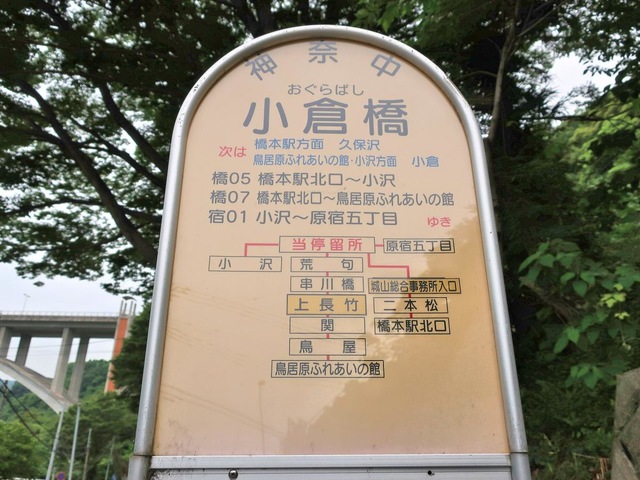 神奈中
おぐらばし
小倉橋
次は 橋本駅方面 久保沢
鳥居原ふれあいの館・小沢方面 小倉
橋05 橋本駅北口～小沢
橋07 橋本駅北口～鳥居原ふれあいの館
宿01 小沢～原宿五丁目 ゆき
当停留所 原宿五丁目
小沢 荒句
串川橋 城山総合事務所入口
上長竹 二本松
関 橋本駅北口
鳥屋
鳥居原ふれあいの館